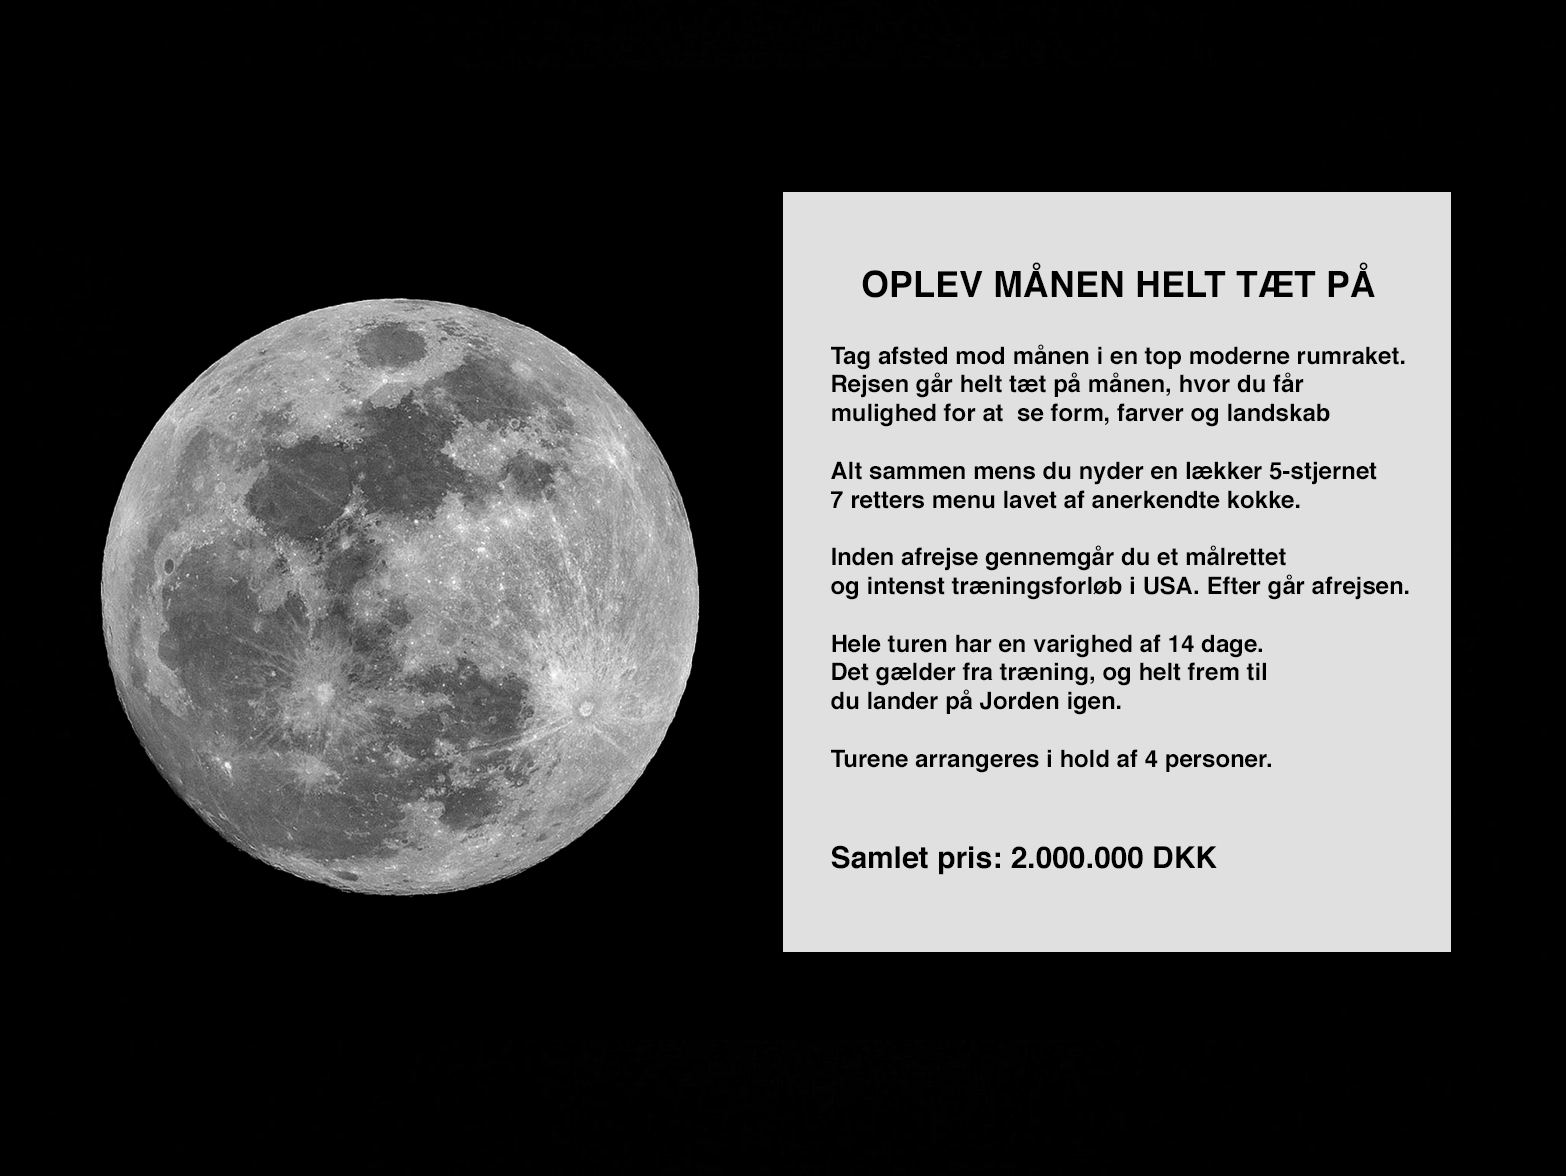 OPLEV MÅNEN HELT TÆT PÅ
Tag afsted mod månen i en top moderne rumraket.
Rejsen går helt tæt på månen, hvor du får
mulighed for at  se form, farver og landskab
Alt sammen mens du nyder en lækker 5-stjernet
7 retters menu lavet af anerkendte kokke.
Inden afrejse gennemgår du et målrettet
og intenst træningsforløb i USA. Efter går afrejsen.
Hele turen har en varighed af 14 dage.
Det gælder fra træning, og helt frem til
du lander på Jorden igen.
Turene arrangeres i hold af 4 personer.
Samlet pris: 2.000.000 DKK